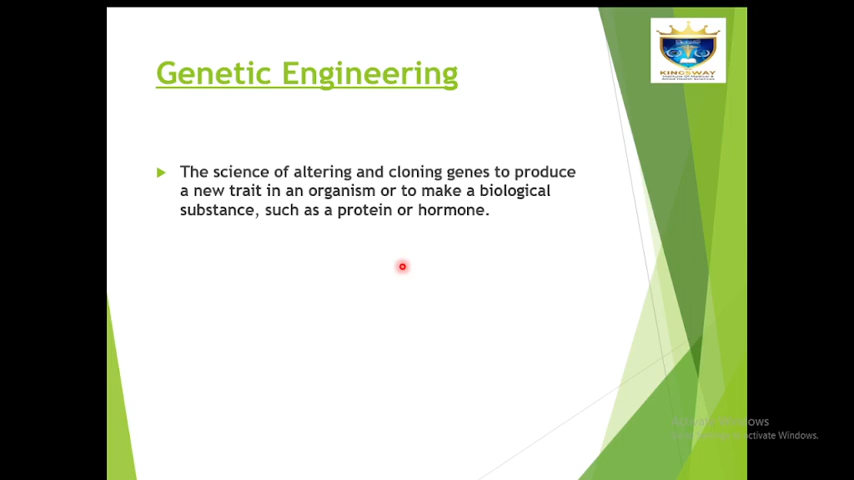 Genetic Engineering
KINGSWAY
The science of altering and cloning genes to produce
a new trait in an organism or to make a biological
substance, such as a protein or hormone.
Activate Windows
activate Windows.